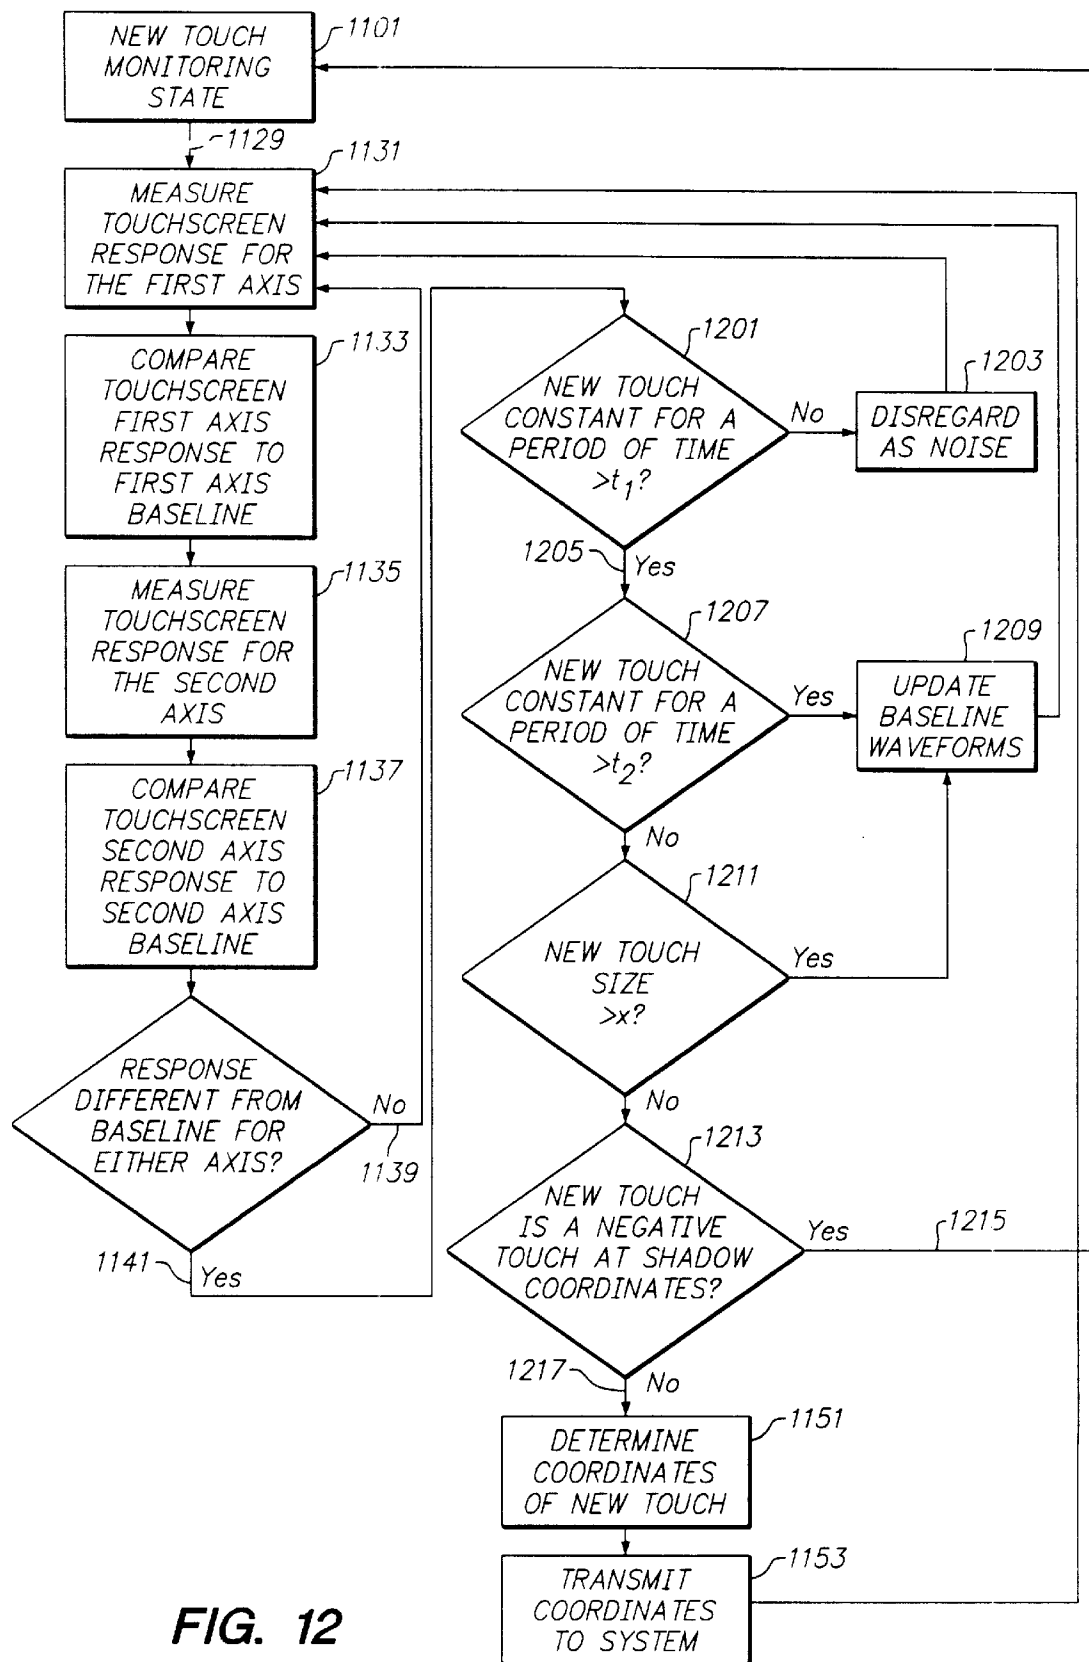 NEW TOUCH
MONITORING
STATE
1101
1129
MEASURE
TOUCHSCREEN
RESPONSE FOR
THE FIRST AXIS
1131
COMPARE
TOUCHSCREEN
FIRST AXIS
RESPONSE TO
FIRST AXIS
BASELINE
1133
MEASURE
TOUCHSCREEN
RESPONSE FOR
THE SECOND
AXIS
1135
COMPARE
TOUCHSCREEN
SECOND AXIS
RESPONSE TO
SECOND AXIS
BASELINE
1137
RESPONSE
DIFFERENT FROM
BASELINE FOR
EITHER AXIS?
No
1139
1141
Yes
1201
NEW TOUCH
CONSTANT FOR A
PERIOD OF TIME
>t1?
No
1203
DISREGARD
AS NOISE
1205
Yes
1207
NEW TOUCH
CONSTANT FOR A
PERIOD OF TIME
>t2?
Yes
1209
UPDATE
BASELINE
WAVEFORMS
No
1211
NEW TOUCH
SIZE
>x?
Yes
No
1213
NEW TOUCH
IS A NEGATIVE
TOUCH AT SHADOW
COORDINATES?
Yes
1215
1217
No
1151
DETERMINE
COORDINATES
OF NEW TOUCH
1153
TRANSMIT
COORDINATES
TO SYSTEM
FIG. 12